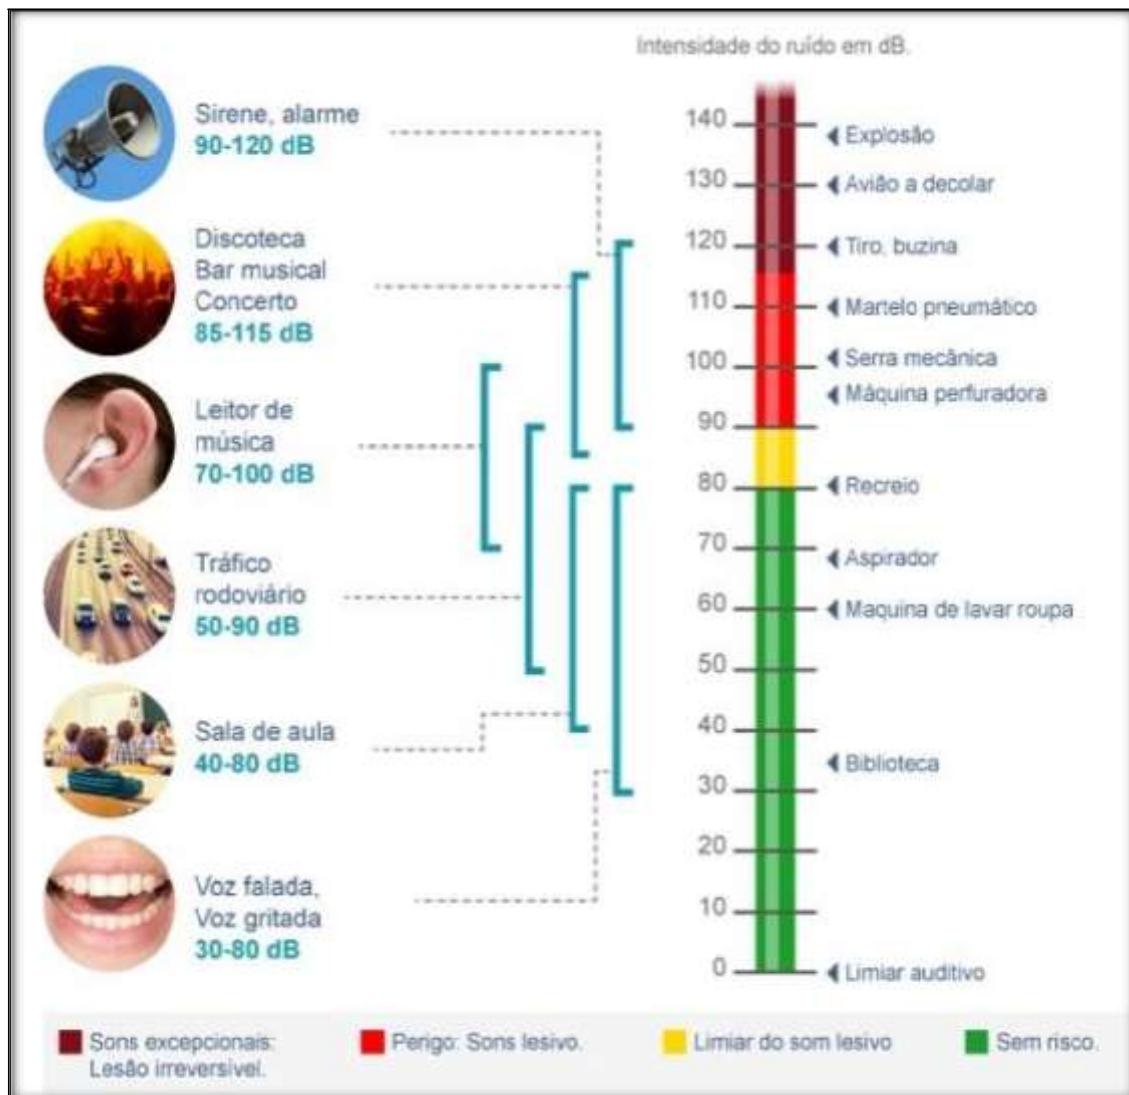 Intensidade do ruído em dB.
Sirene, alarme
90-120 dB
Discoteca
Bar musical
Concerto
85-115 dB
Leitor de
música
70-100 dB
Tráfico
rodoviário
50-90 dB
Sala de aula
40-80 dB
Voz falada,
Voz gritada
30-80 dB
140
Explosão
130
Avião a decolar
120
Tiro, buzina
110
Martelo pneumático
100
Serra mecânica
Máquina perfuradora
90
80
Recreio
70
Aspirador
60
Maquina de lavar roupa
50
40
Biblioteca
30
20
10
0
Limiar auditivo
Sons excepcionais:
Lesão irreversível.
Perigo: Sons lesivo.
Limiar do som lesivo
Sem risco.